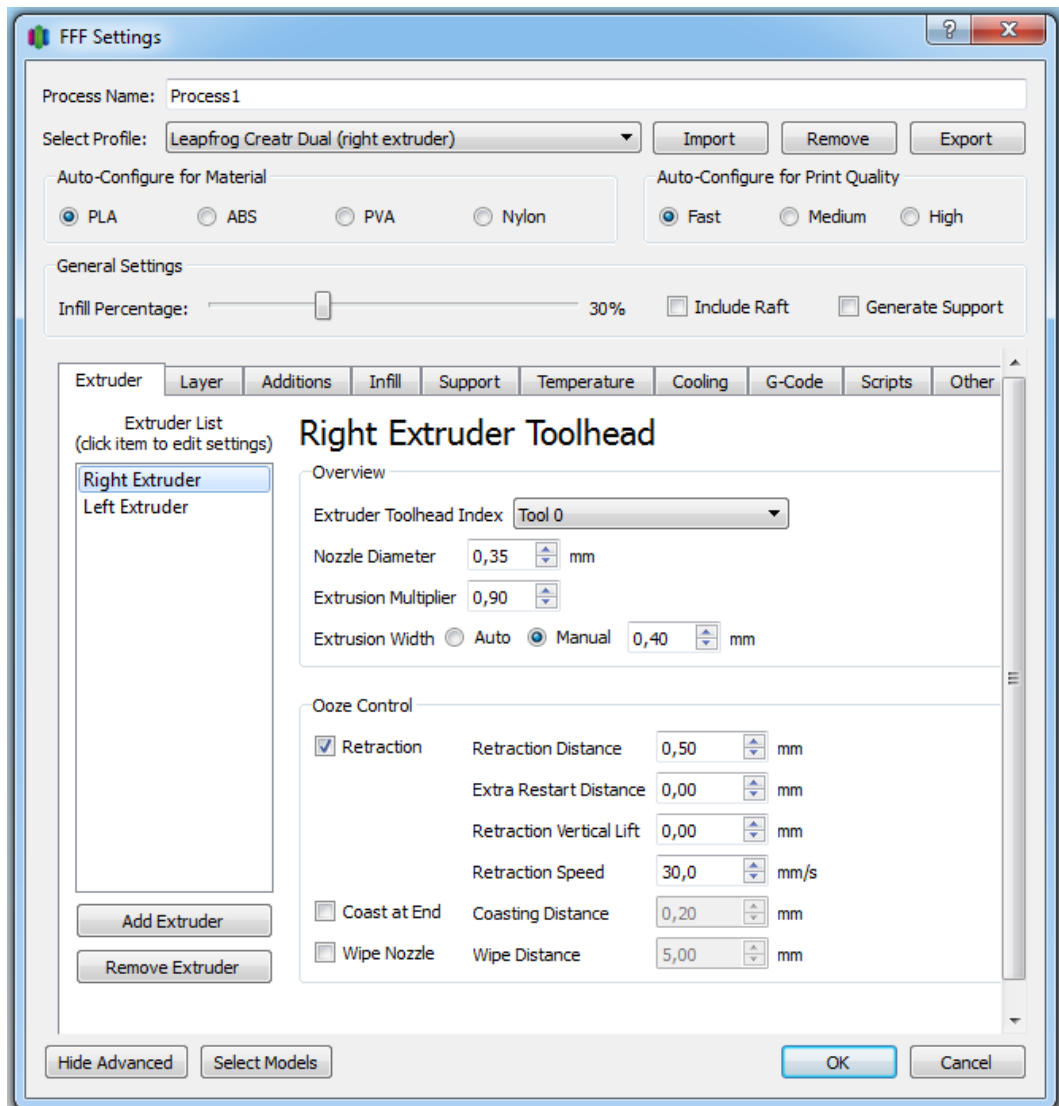 FFF Settings
Process Name: Process1
Select Profile: Leapfrog Creatr Dual (right extruder) Import Remove Export
Auto-Configure for Material Auto-Configure for Print Quality
PLA ABS PVA Nylon Fast Medium High
General Settings
Infill Percentage: 30% Include Raft Generate Support
Extruder Layer Additions Infill Support Temperature Cooling G-Code Scripts Other
Extruder List
(click item to edit settings)
Right Extruder
Left Extruder
Add Extruder
Remove Extruder
Right Extruder Toolhead
Overview
Extruder Toolhead Index Tool 0
Nozzle Diameter 0,35 mm
Extrusion Multiplier 0,90
Extrusion Width Auto Manual 0,40 mm
Ooze Control
Retraction Retraction Distance 0,50 mm
Extra Restart Distance 0,00 mm
Retraction Vertical Lift 0,00 mm
Retraction Speed 30,0 mm/s
Coast at End Coasting Distance 0,20 mm
Wipe Nozzle Wipe Distance 5,00 mm
Hide Advanced Select Models OK Cancel